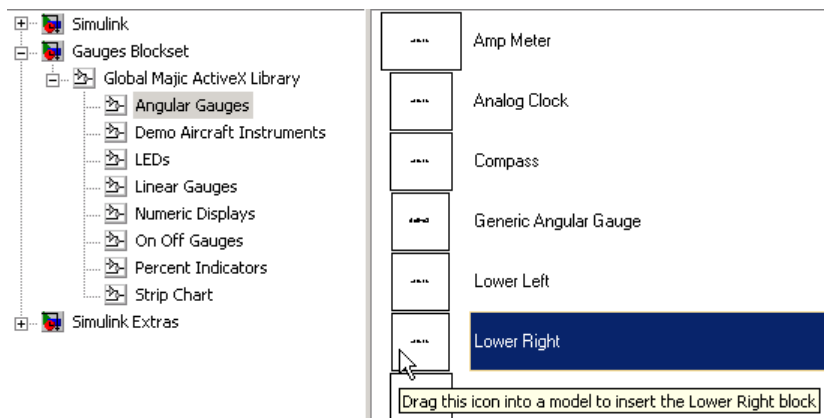 Simulink
Gauges Blockset
Global Majic ActiveX Library
Angular Gauges
Demo Aircraft Instruments
LEDs
Linear Gauges
Numeric Displays
On Off Gauges
Percent Indicators
Strip Chart
Simulink Extras
Amp Meter
Analog Clock
Compass
Generic Angular Gauge
Lower Left
Lower Right
Drag this icon into a model to insert the Lower Right block